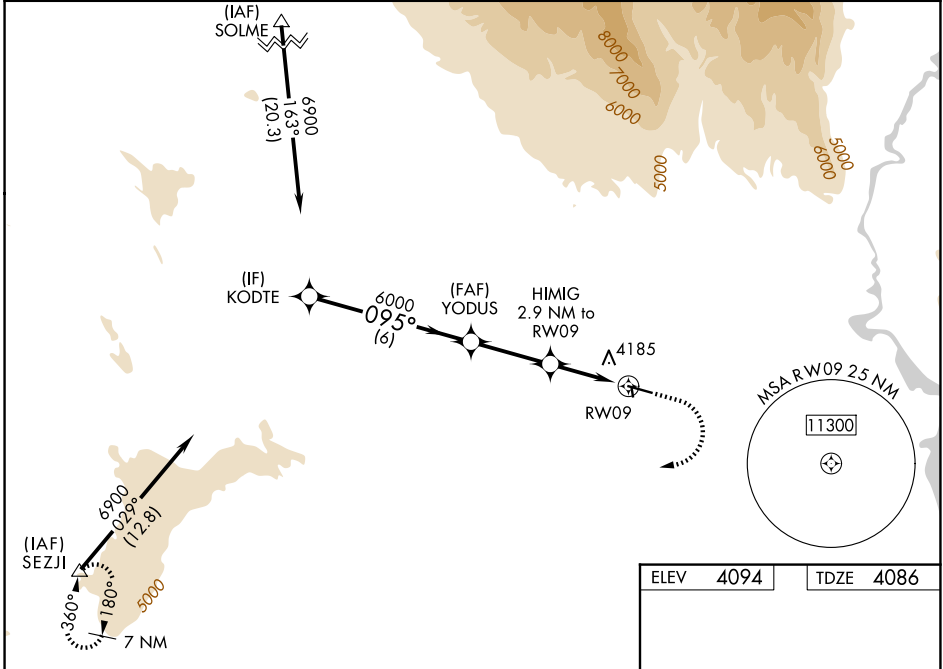 (IAF)
SOLME
6900
163°
(20.3)
8000
7000
6000
5000
5000
6000
(IF)
KODTE
6000
095°
(6)
(FAF)
YODUS
HIMIG
2.9 NM to
RW09
4185
RW09
MSA RW09 25 NM
11300
6900
029°
(12.8)
(IAF)
SEZJI
360°
180°
5000
7 NM
ELEV 4094
TDZE 4086